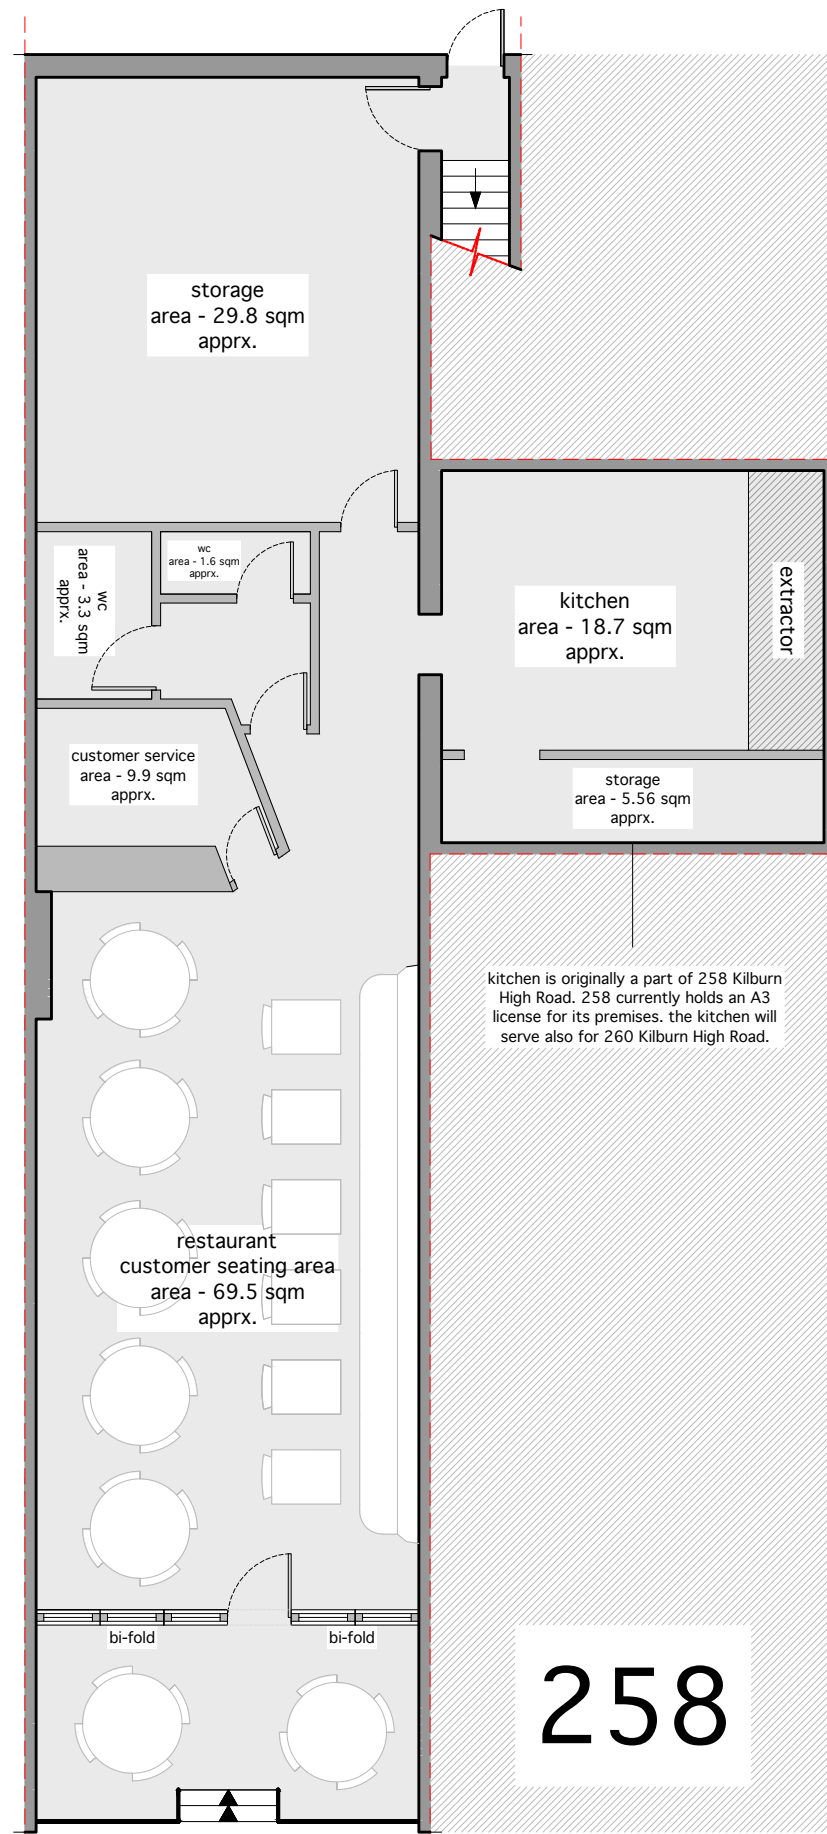 storage
area - 29.8 sqm
apprx.
wc
area - 1.6 sqm
apprx.
wc
area - 3.3 sqm
apprx.
kitchen
area - 18.7 sqm
apprx.
extractor
customer service
area - 9.9 sqm
apprx.
storage
area - 5.56 sqm
apprx.
kitchen is originally a part of 258 Kilburn
High Road. 258 currently holds an A3
license for its premises. the kitchen will
serve also for 260 Kilburn High Road.
restaurant
customer seating area
area - 69.5 sqm
apprx.
bi-fold
bi-fold
258